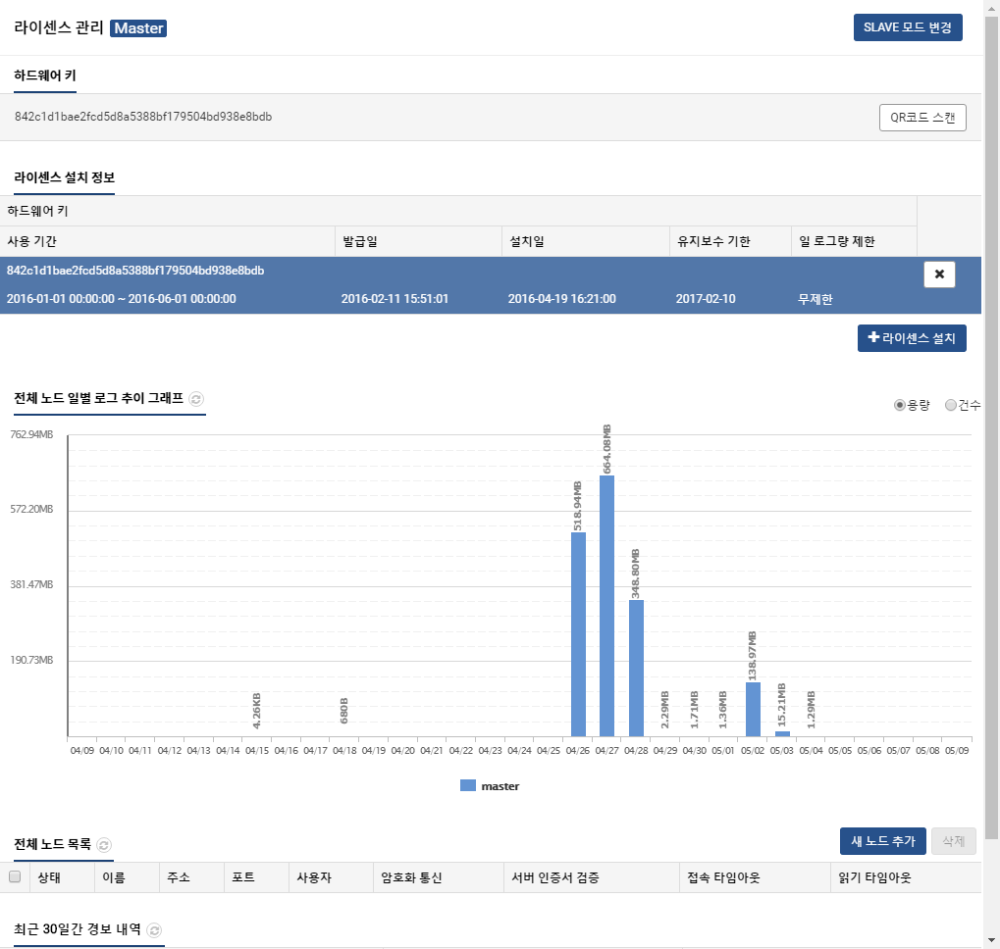 라이센스 관리 Master
SLAVE 모드 변경
하드웨어 키
842c1d1bae2fcd5d8a5388bf179504bd938e8bdb
QR코드 스캔
라이센스 설치 정보
하드웨어 키
사용 기간 발급일 설치일 유지보수 기한 일 로그량 제한
842c1d1bae2fcd5d8a5388bf179504bd938e8bdb
2016-01-01 00:00:00 ~ 2016-06-01 00:00:00 2016-02-11 15:51:01 2016-04-19 16:21:00 2017-02-10 무제한
라이센스 설치
전체 노드 일별 로그 추이 그래프
용량 건수
762.94MB
572.20MB
381.47MB
190.73MB
4.26KB
680B
518.94MB
664.08MB
348.80MB
2.29MB
1.71MB
1.36MB
138.97MB
15.21MB
1.29MB
04/09 04/10 04/11 04/12 04/13 04/14 04/15 04/16 04/17 04/18 04/19 04/20 04/21 04/22 04/23 04/24 04/25 04/26 04/27 04/28 04/29 04/30 05/01 05/02 05/03 05/04 05/05 05/06 05/07 05/08 05/09
master
전체 노드 목록
새 노드 추가 삭제
상태 이름 주소 포트 사용자 암호화 통신 서버 인증서 검증 접속 타임아웃 읽기 타임아웃
최근 30일간 경보 내역